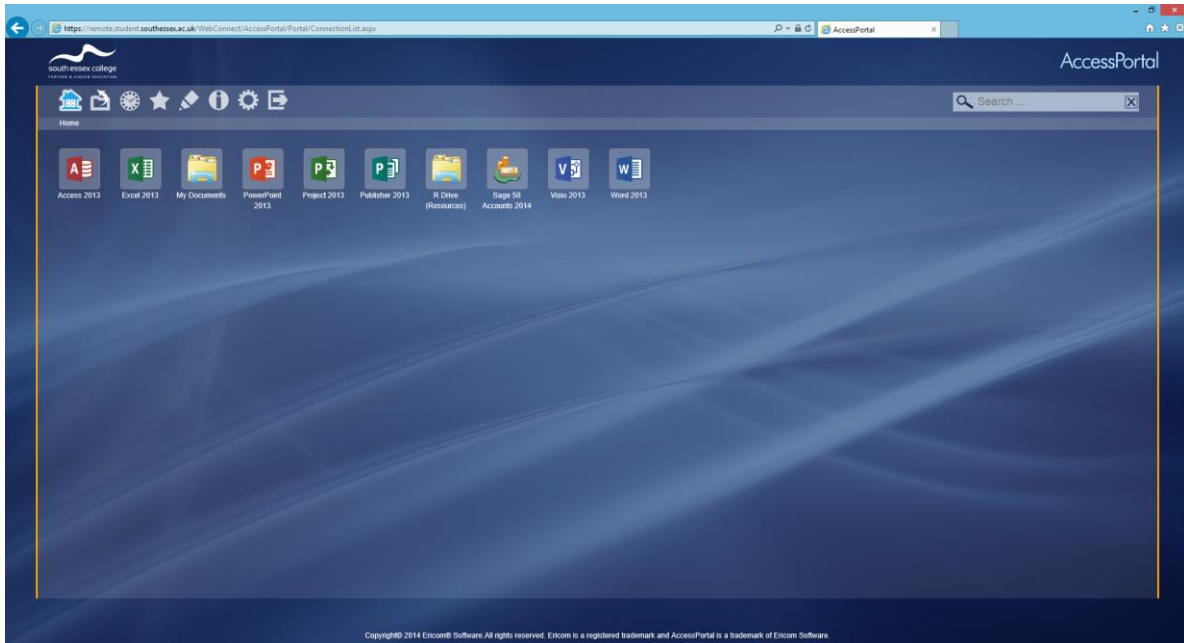 https://remote.student.southessex.ac.uk/WebConnect/AccessPortal/Portal/ConnectionList.aspx
AccessPortal
south essex college
FURTHER & HIGHER EDUCATION
AccessPortal
Search ...
Home
Access 2013
Excel 2013
My Documents
PowerPoint
2013
Project 2013
Publisher 2013
R Drive
(Resources)
Sage 50
Accounts 2014
Visio 2013
Word 2013
Copyright© 2014 Ericom® Software.All rights reserved. Ericom is a registered trademark and AccessPortal is a trademark of Ericom Software.